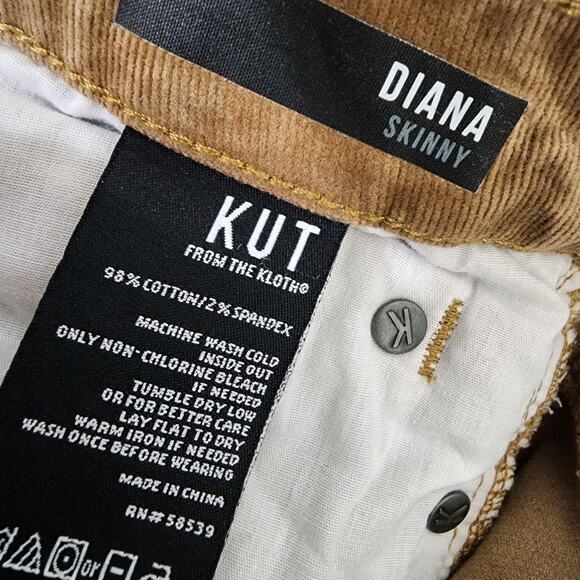 DIANA
SKINNY
KUT
FROM THE KLOTH®
98% COTTON/2% SPANDEX
MACHINE WASH COLD
INSIDE OUT
ONLY NON-CHLORINE BLEACH
IF NEEDED
TUMBLE DRY LOW
OR FOR BETTER CARE
LAY FLAT TO DRY
WARM IRON IF NEEDED
WASH ONCE BEFORE WEARING
MADE IN CHINA
RN# 58539
or
K
K